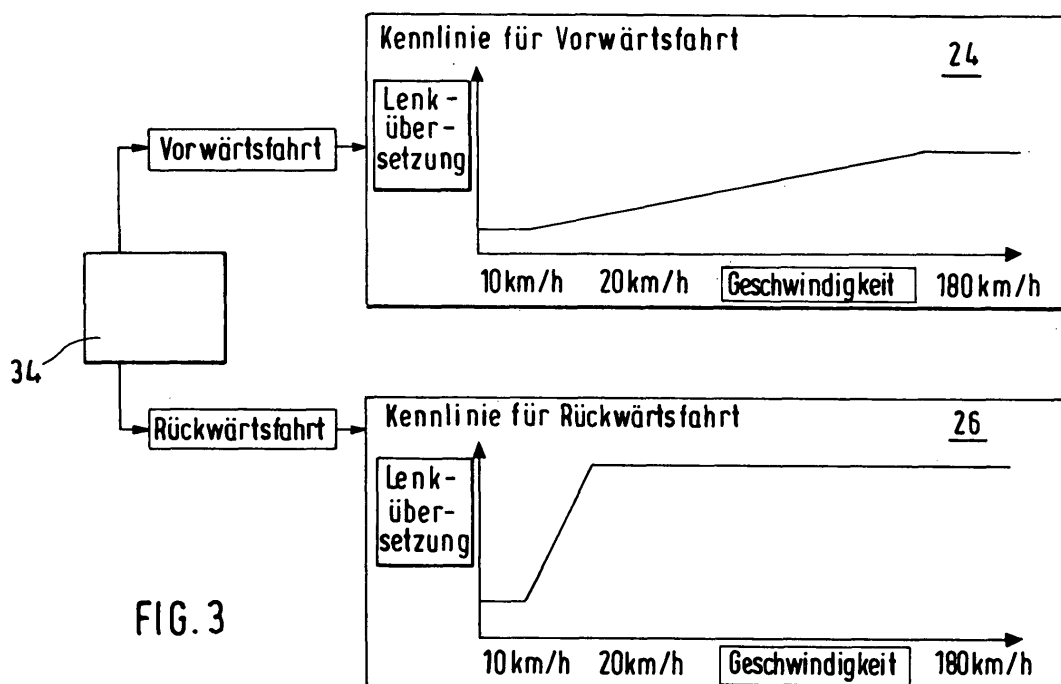 Kennlinie für Vorwärtsfahrt
24
Lenk-
über-
setzung
Vorwärtsfahrt
10km/h 20km/h Geschwindigkeit 180km/h
34
Kennlinie für Rückwärtsfahrt
26
Rückwärtsfahrt
Lenk-
über-
setzung
10km/h 20km/h Geschwindigkeit 180km/h
FIG. 3